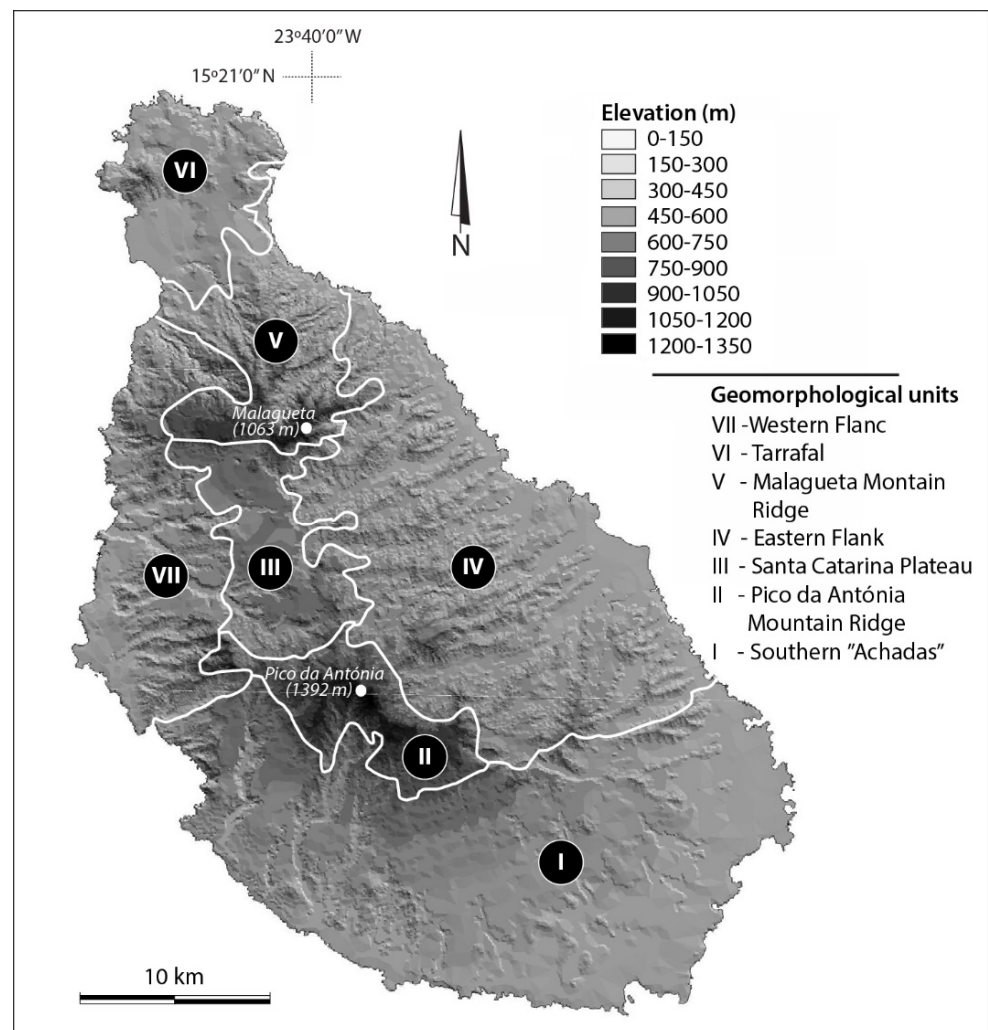 23º40'0"W
15º21'0"N
N
Elevation (m)
0-150
150-300
300-450
450-600
600-750
750-900
900-1050
1050-1200
1200-1350
Geomorphological units
VII -Western Flanc
VI - Tarrafal
V - Malagueta Montain
Ridge
IV - Eastern Flank
III - Santa Catarina Plateau
II - Pico da Antónia
Mountain Ridge
I - Southern "Achadas"
VI
V
Malagueta
(1063 m)
VII
III
IV
Pico da Antónia
(1392 m)
II
I
10 km